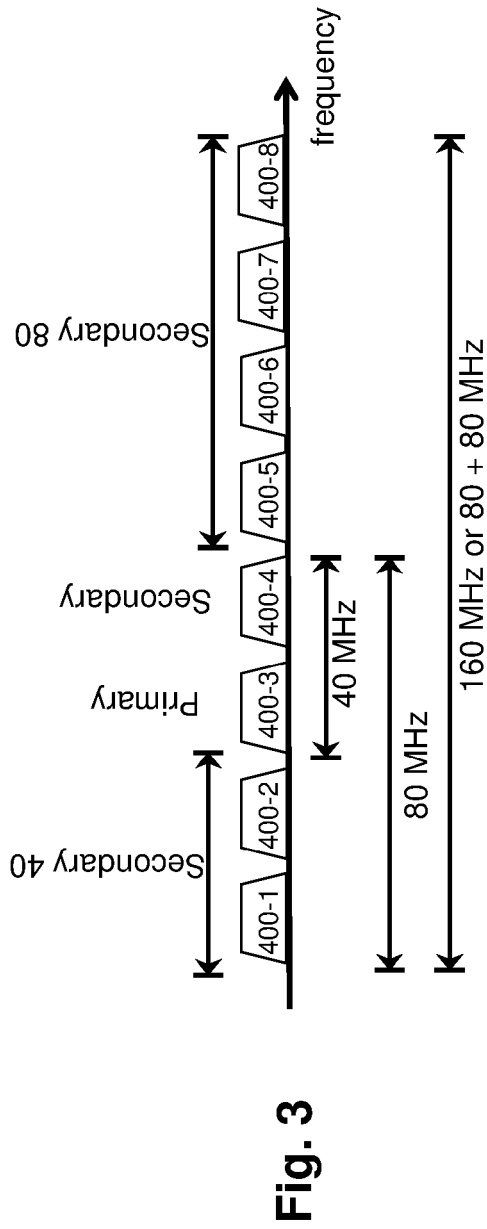 Secondary 40
Primary
Secondary
Secondary 80
400-1
400-2
400-3
400-4
400-5
400-6
400-7
400-8
frequency
40 MHz
80 MHz
160 MHz or 80 + 80 MHz
Fig. 3